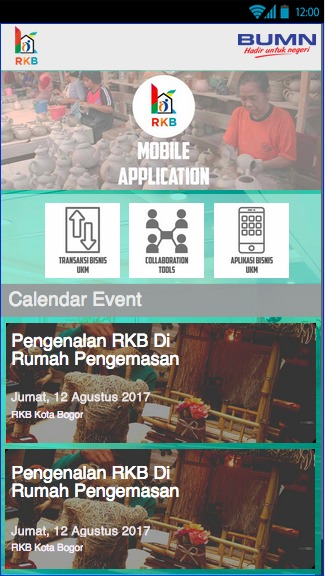 12:00
RKB
BUMN
Hadir untuk negeri
RKB
MOBILE
APPLICATION
TRANSAKSI BISNIS
UKM
COLLABORATION
TOOLS
APLIKASI BISNIS
UKM
Calendar Event
Pengenalan RKB Di
Rumah Pengemasan
Jumat, 12 Agustus 2017
RKB Kota Bogor
Pengenalan RKB Di
Rumah Pengemasan
Jumat, 12 Agustus 2017
RKB Kota Bogor